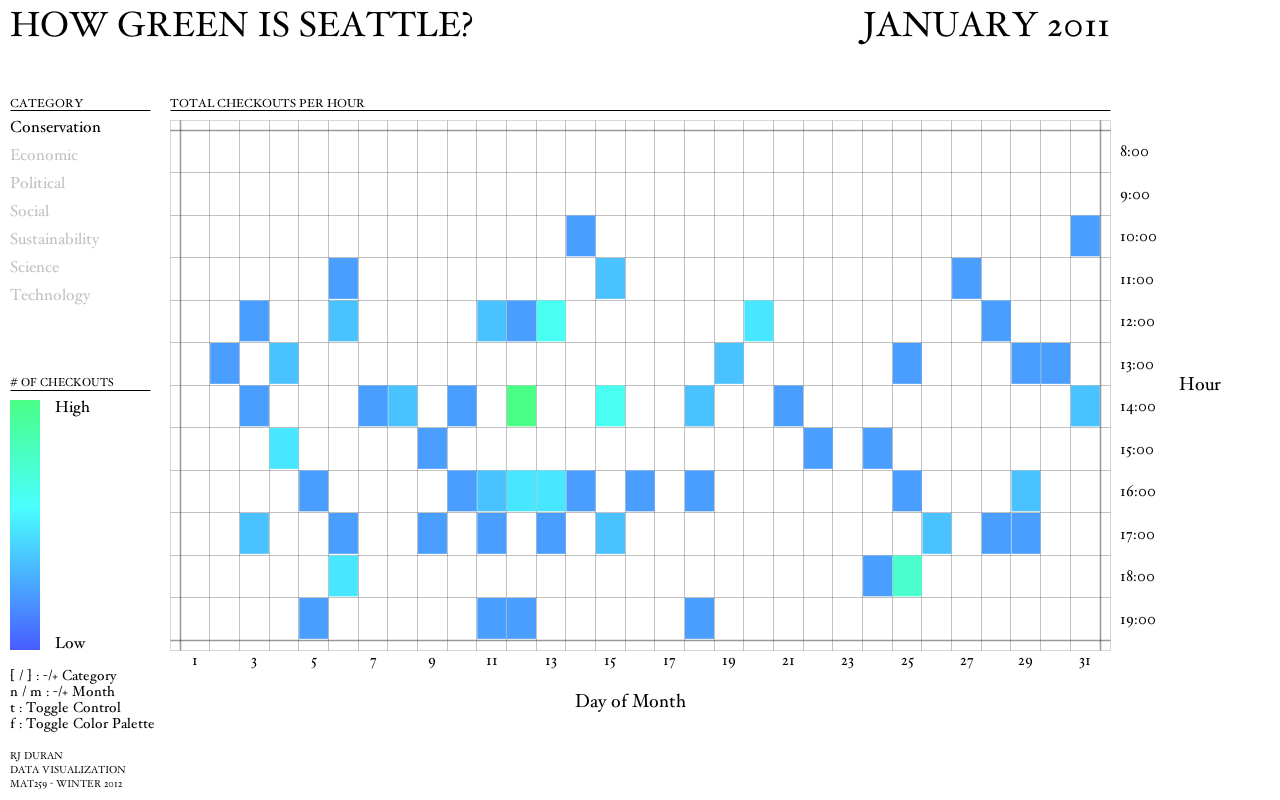 HOW GREEN IS SEATTLE?
JANUARY 2011
CATEGORY
Conservation
Economic
Political
Social
Sustainability
Science
Technology
# OF CHECKOUTS
High
Low
[ / ] : -/+ Category
n / m : -/+ Month
t : Toggle Control
f : Toggle Color Palette
RJ DURAN
DATA VISUALIZATION
MAT259 - WINTER 2012
TOTAL CHECKOUTS PER HOUR
8:00
9:00
10:00
11:00
12:00
13:00
14:00
15:00
16:00
17:00
18:00
19:00
Hour
1 3 5 7 9 11 13 15 17 19 21 23 25 27 29 31
Day of Month